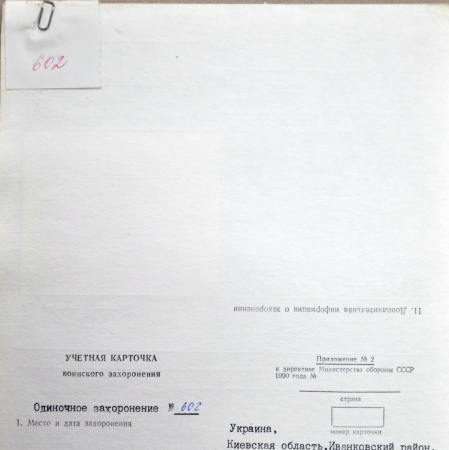 602
11. Дополнительная информация о захоронении
УЧЕТНАЯ КАРТОЧКА
воинского захоронения
Приложение № 2
к директиве Министерства обороны СССР
1990 года №
страна
Одиночное захоронение № 602
номер карточки
1. Место и дата захоронения
Украина,
Киевская область, Иванковский район.